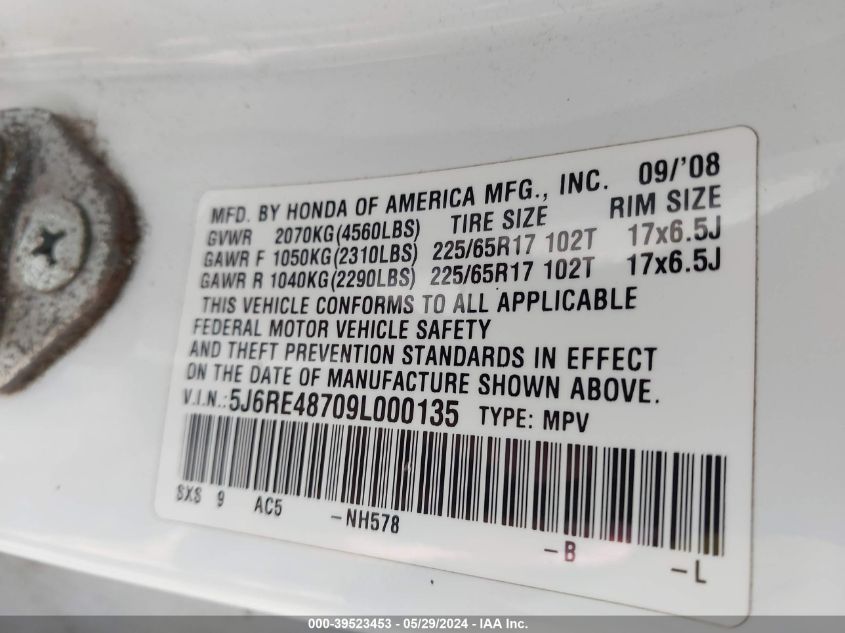 MFD. BY HONDA OF AMERICA MFG., INC. 09/'08
GVWR 2070KG(4560LBS) TIRE SIZE RIM SIZE
GAWR F 1050KG(2310LBS) 225/65R17 102T 17x6.5J
GAWR R 1040KG(2290LBS) 225/65R17 102T 17x6.5J
THIS VEHICLE CONFORMS TO ALL APPLICABLE
FEDERAL MOTOR VEHICLE SAFETY
AND THEFT PREVENTION STANDARDS IN EFFECT
ON THE DATE OF MANUFACTURE SHOWN ABOVE.
V.I.N.:5J6RE48709L000135 TYPE: MPV
SXS 9 AC5 -NH578 -B -L
000-39523453 - 05/29/2024 - IAA Inc.